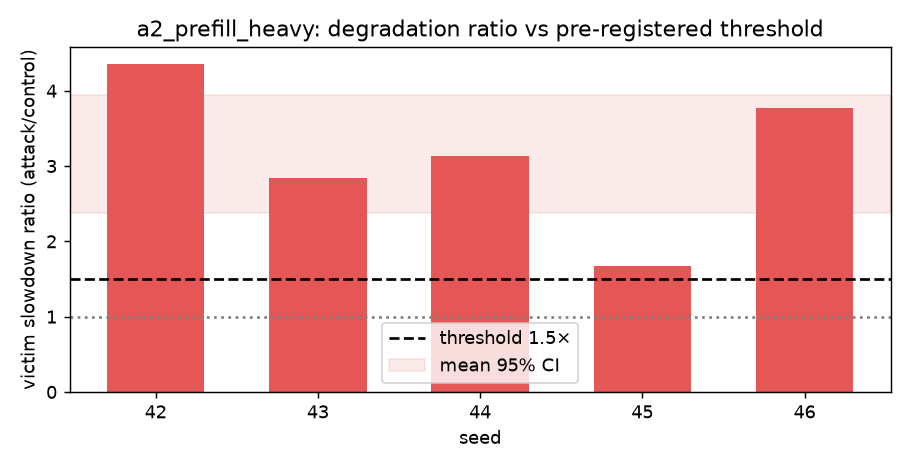 a2_prefill_heavy: degradation ratio vs pre-registered threshold
victim slowdown ratio (attack/control)
4
3
2
1
0
threshold 1.5×
mean 95% CI
42 43 44 45 46
seed